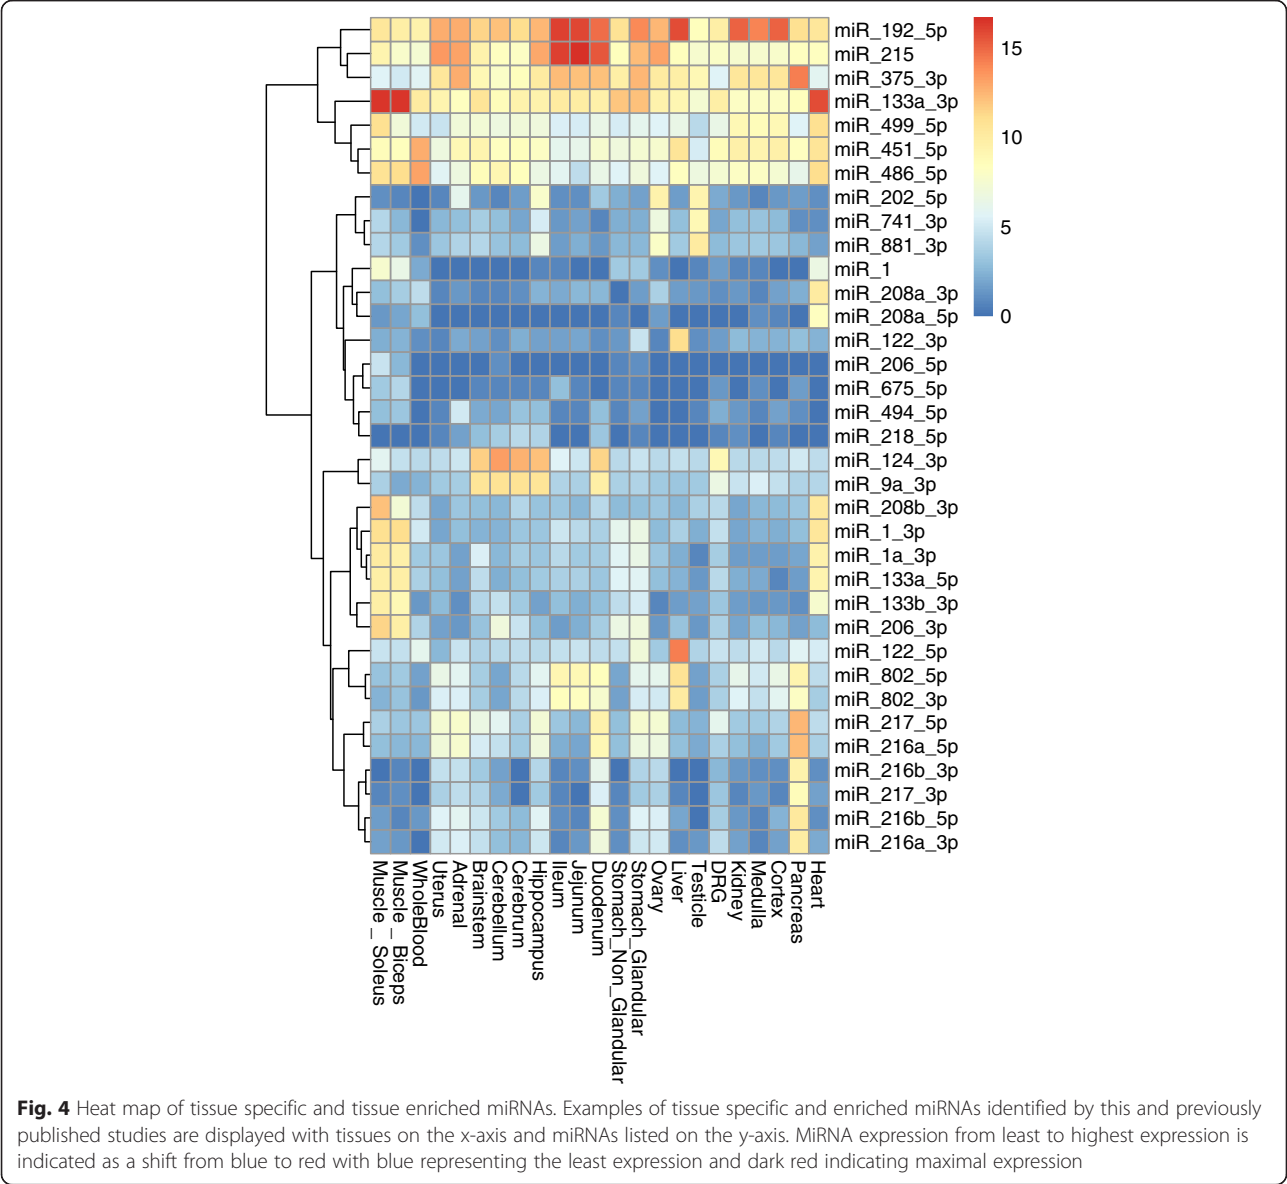 miR_192_5p
miR_215
miR_375_3p
miR_133a_3p
miR_499_5p
miR_451_5p
miR_486_5p
miR_202_5p
miR_741_3p
miR_881_3p
miR_1
miR_208a_3p
miR_208a_5p
miR_122_3p
miR_206_5p
miR_675_5p
miR_494_5p
miR_218_5p
miR_124_3p
miR_9a_3p
miR_208b_3p
miR_1_3p
miR_1a_3p
miR_133a_5p
miR_133b_3p
miR_206_3p
miR_122_5p
miR_802_5p
miR_802_3p
miR_217_5p
miR_216a_5p
miR_216b_3p
miR_217_3p
miR_216b_5p
miR_216a_3p
15
10
5
0
Muscle _ Soleus
Muscle _ Biceps
WholeBlood
Uterus
Adrenal
Brainstem
Cerebellum
Cerebrum
Hippocampus
Ileum
Jejunum
Duodenum
Stomach_Non_Glandular
Stomach_Glandular
Ovary
Liver
Testicle
DRG
Kidney
Medulla
Cortex
Pancreas
Heart
Fig. 4 Heat map of tissue specific and tissue enriched miRNAs. Examples of tissue specific and enriched miRNAs identified by this and previously
published studies are displayed with tissues on the x-axis and miRNAs listed on the y-axis. MiRNA expression from least to highest expression is
indicated as a shift from blue to red with blue representing the least expression and dark red indicating maximal expression